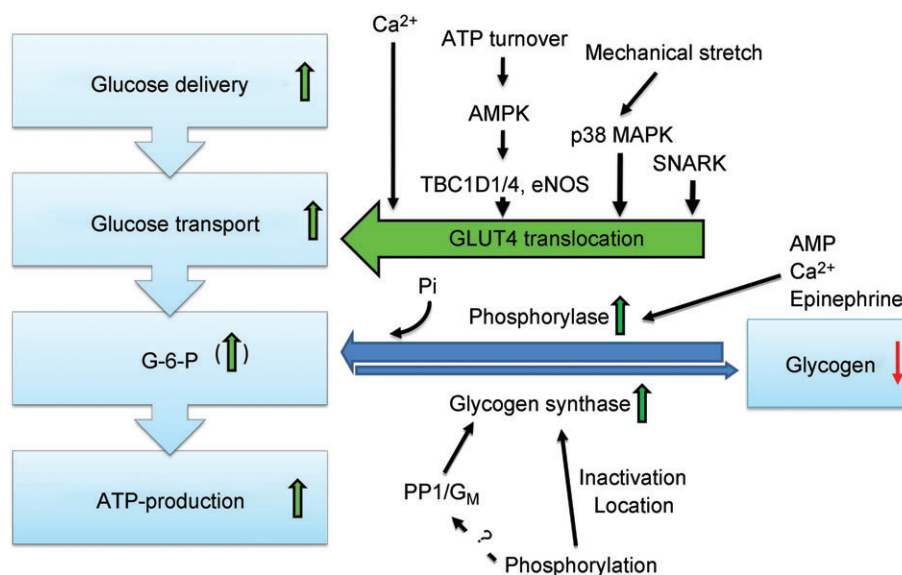 Ca²⁺
ATP turnover
Mechanical stretch
Glucose delivery
AMPK
p38 MAPK
SNARK
TBC1D1/4, eNOS
Glucose transport
GLUT4 translocation
AMP
Ca²⁺
Epinephrine
Pi
Phosphorylase
G-6-P ( )
Glycogen
Glycogen synthase
Inactivation
Location
PP1/G_M
ATP-production
?
Phosphorylation